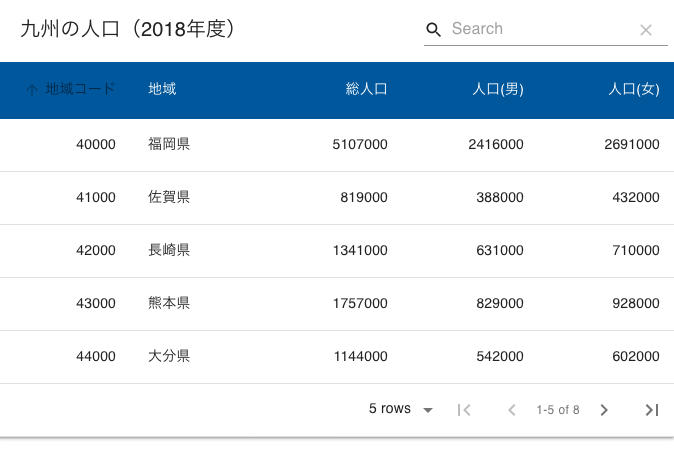 九州の人口（2018年度）
Search
地域コード 地域 総人口 人口(男) 人口(女)
40000 福岡県 5107000 2416000 2691000
41000 佐賀県 819000 388000 432000
42000 長崎県 1341000 631000 710000
43000 熊本県 1757000 829000 928000
44000 大分県 1144000 542000 602000
5 rows 1-5 of 8